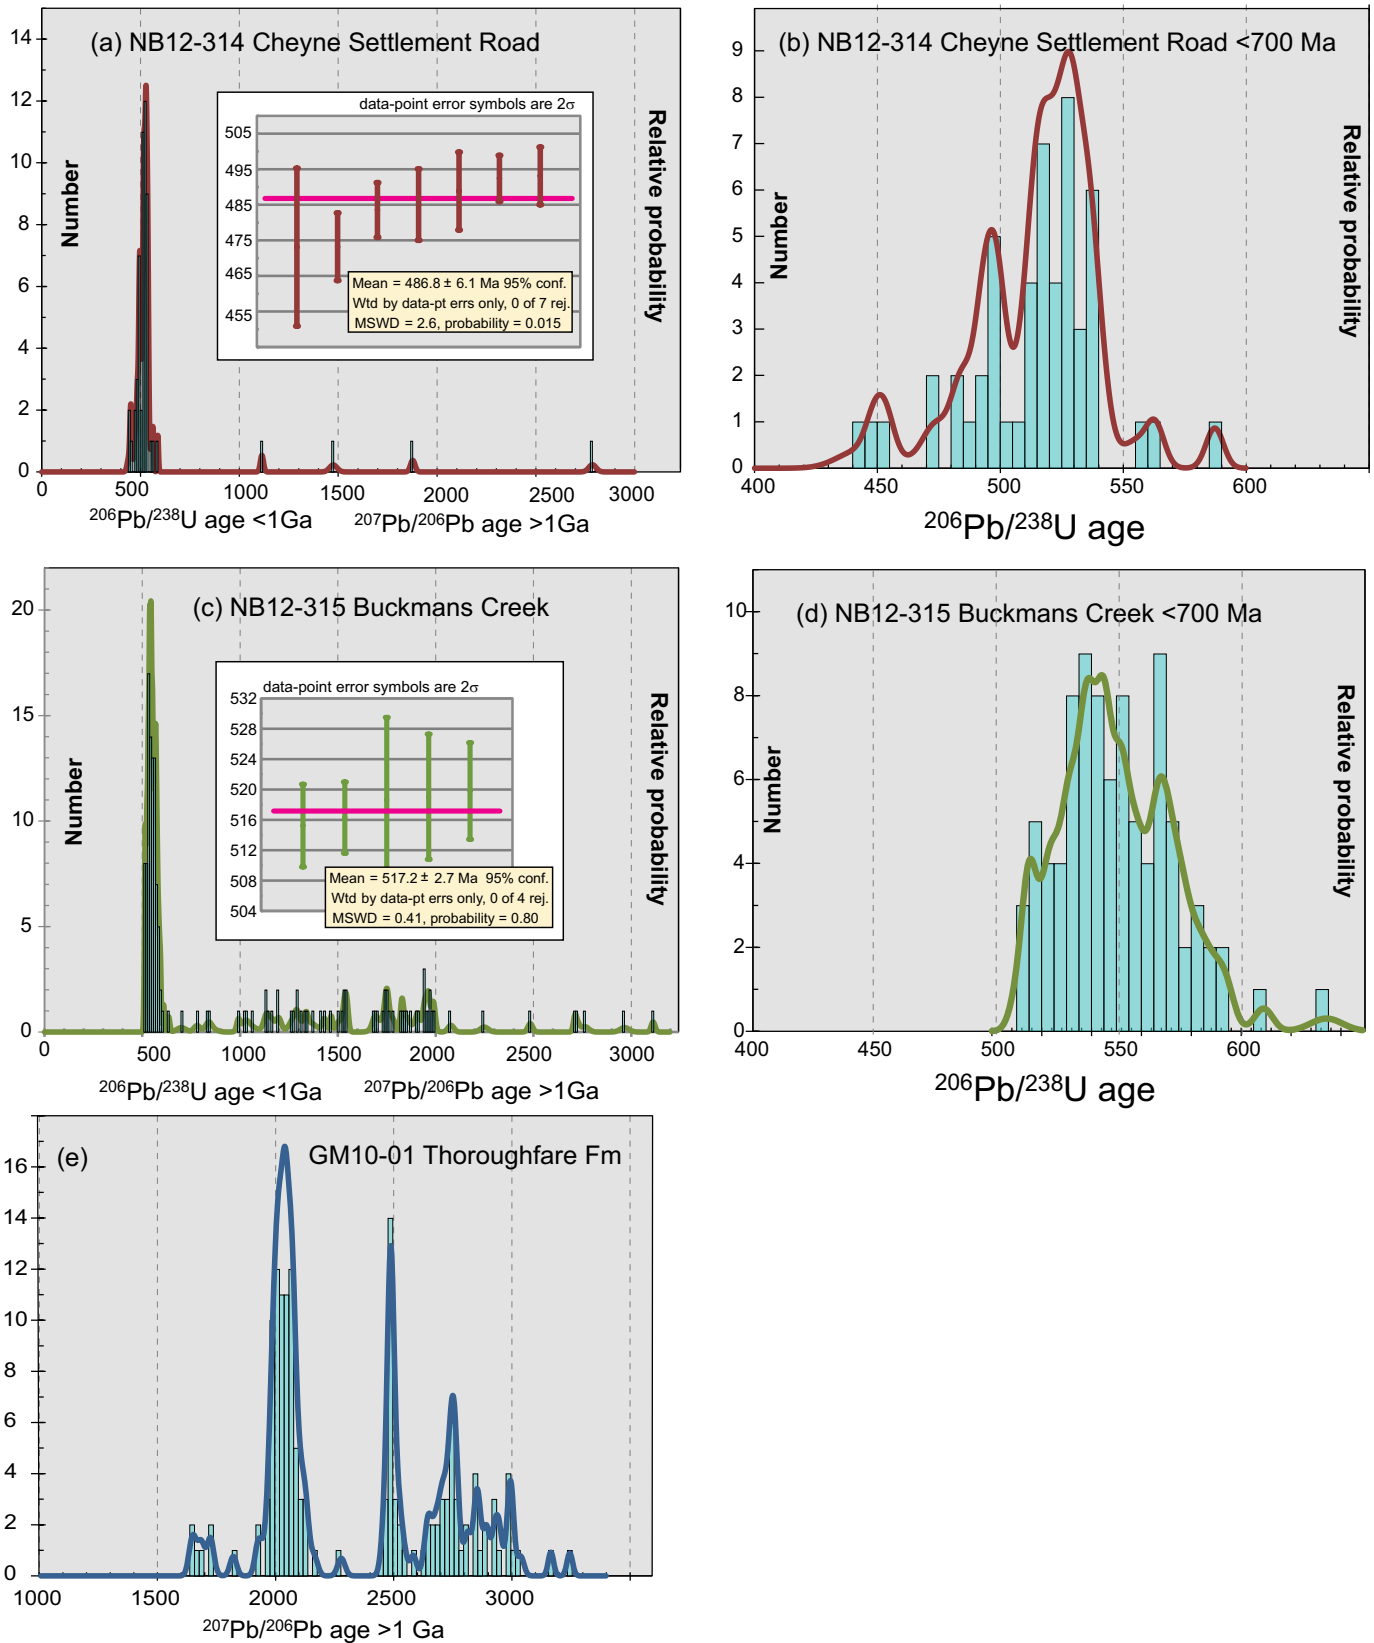 (a) NB12-314 Cheyne Settlement Road
14
12
10
8
6
4
2
0
Number
Relative probability
data-point error symbols are 2σ
505
495
485
475
465
455
Mean = 486.8 ± 6.1 Ma 95% conf.
Wtd by data-pt errs only, 0 of 7 rej.
MSWD = 2.6, probability = 0.015
0 500 1000 1500 2000 2500 3000
206Pb/238U age <1Ga 207Pb/206Pb age >1Ga
(b) NB12-314 Cheyne Settlement Road <700 Ma
9
8
7
6
5
4
3
2
1
0
Number
Relative probability
400 450 500 550 600
206Pb/238U age
(c) NB12-315 Buckmans Creek
20
15
10
5
0
Number
Relative probability
data-point error symbols are 2σ
532
528
524
520
516
512
508
504
Mean = 517.2 ± 2.7 Ma 95% conf.
Wtd by data-pt errs only, 0 of 4 rej.
MSWD = 0.41, probability = 0.80
0 500 1000 1500 2000 2500 3000
206Pb/238U age <1Ga 207Pb/206Pb age >1Ga
(d) NB12-315 Buckmans Creek <700 Ma
10
8
6
4
2
0
Number
Relative probability
400 450 500 550 600
206Pb/238U age
(e) GM10-01 Thoroughfare Fm
16
14
12
10
8
6
4
2
0
1000 1500 2000 2500 3000
207Pb/206Pb age >1 Ga